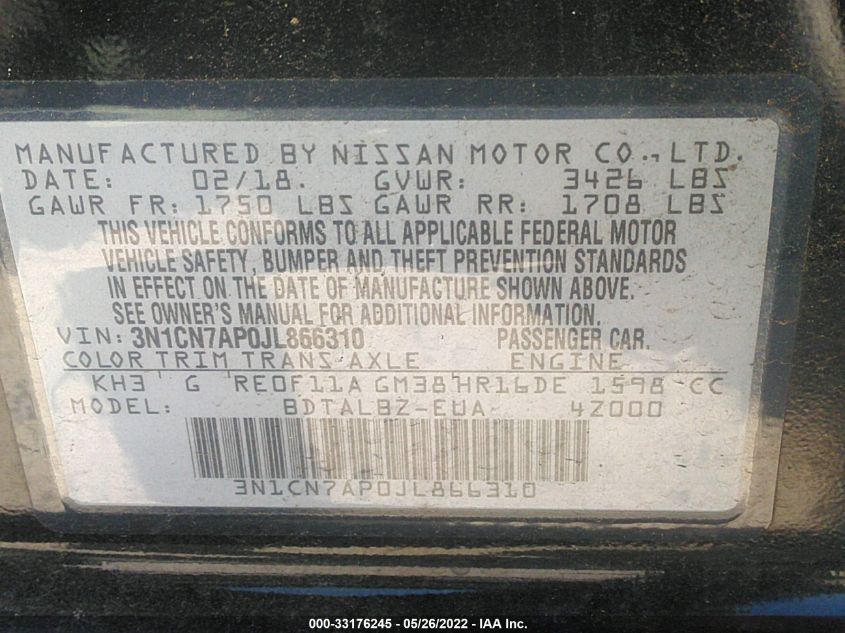 MANUFACTURED BY NISSAN MOTOR CO., LTD.
DATE: 02/18. GVWR: 3426 LBS
GAWR FR: 1750 LBS GAWR RR: 1708 LBS
THIS VEHICLE CONFORMS TO ALL APPLICABLE FEDERAL MOTOR
VEHICLE SAFETY, BUMPER AND THEFT PREVENTION STANDARDS
IN EFFECT ON THE DATE OF MANUFACTURE SHOWN ABOVE.
SEE OWNER'S MANUAL FOR ADDITIONAL INFORMATION.
VIN: 3N1CN7AP0JL866310 PASSENGER CAR.
COLOR TRIM TRANS AXLE ENGINE
KH3 G RE0F11A GM38 HR16DE 1598 CC
MODEL: BDTALBZ-EUA 4Z000
3N1CN7AP0JL866310
000-33176245 - 05/26/2022 - IAA Inc.